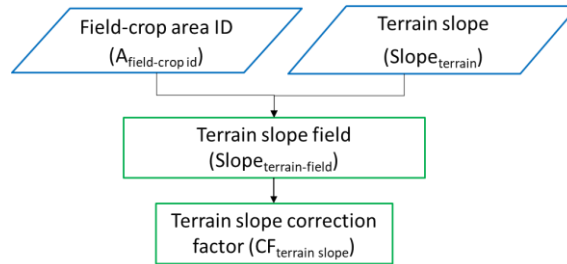 Field-crop area ID
(Afield-crop id)
Terrain slope
(Slopeterrain)
Terrain slope field
(Slopeterrain-field)
Terrain slope correction
factor (CFterrain slope)